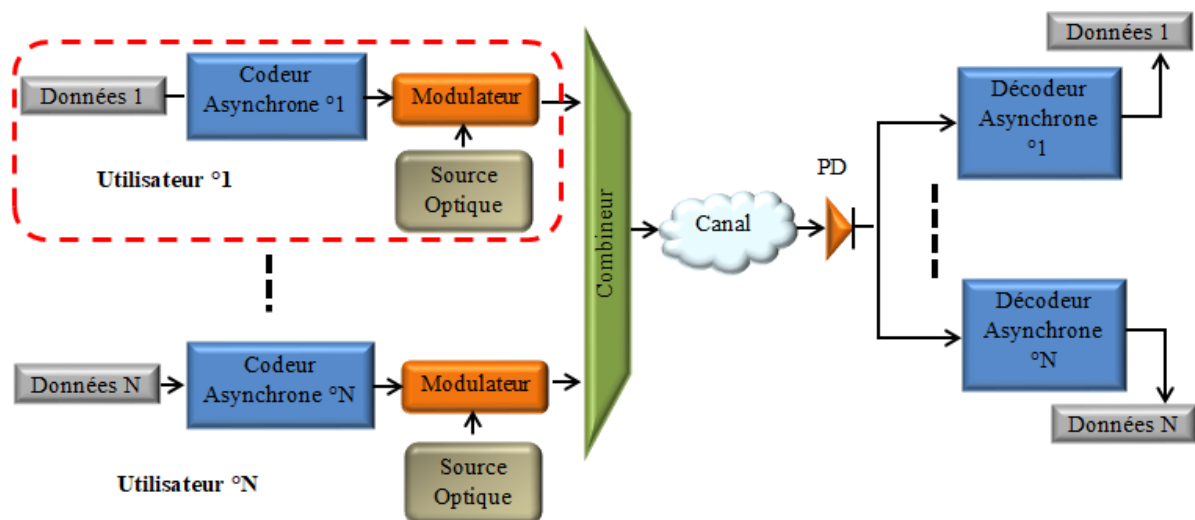 Données 1
Codeur
Asynchrone °1
Modulateur
Source
Optique
Utilisateur °1
Données N
Codeur
Asynchrone °N
Modulateur
Source
Optique
Utilisateur °N
Combineur
Canal
PD
Décodeur
Asynchrone
°1
Données 1
Décodeur
Asynchrone
°N
Données N